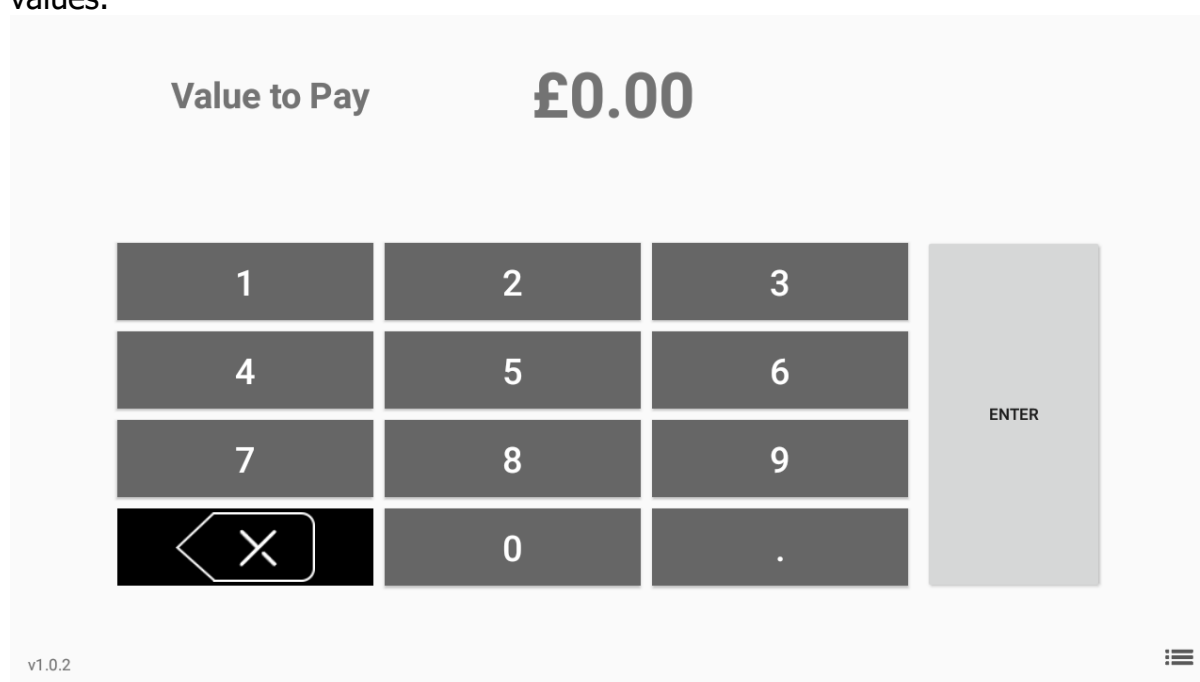 values.
Value to Pay £0.00
1 2 3
4 5 6
ENTER
7 8 9
0 .
v1.0.2